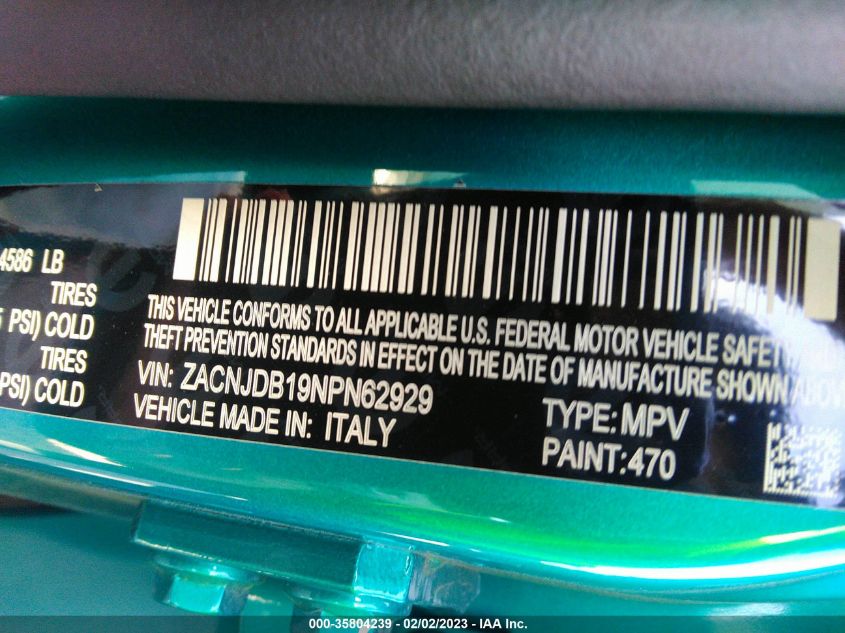 4586 LB
TIRES
PSI) COLD
TIRES
PSI) COLD
THIS VEHICLE CONFORMS TO ALL APPLICABLE U.S. FEDERAL MOTOR VEHICLE SAFETY
THEFT PREVENTION STANDARDS IN EFFECT ON THE DATE OF MANUFACTURE SHOWN ABOVE
VIN: ZACNJDB19NPN62929
VEHICLE MADE IN: ITALY
TYPE: MPV
PAINT: 470
000-35804239 - 02/02/2023 - IAA Inc.